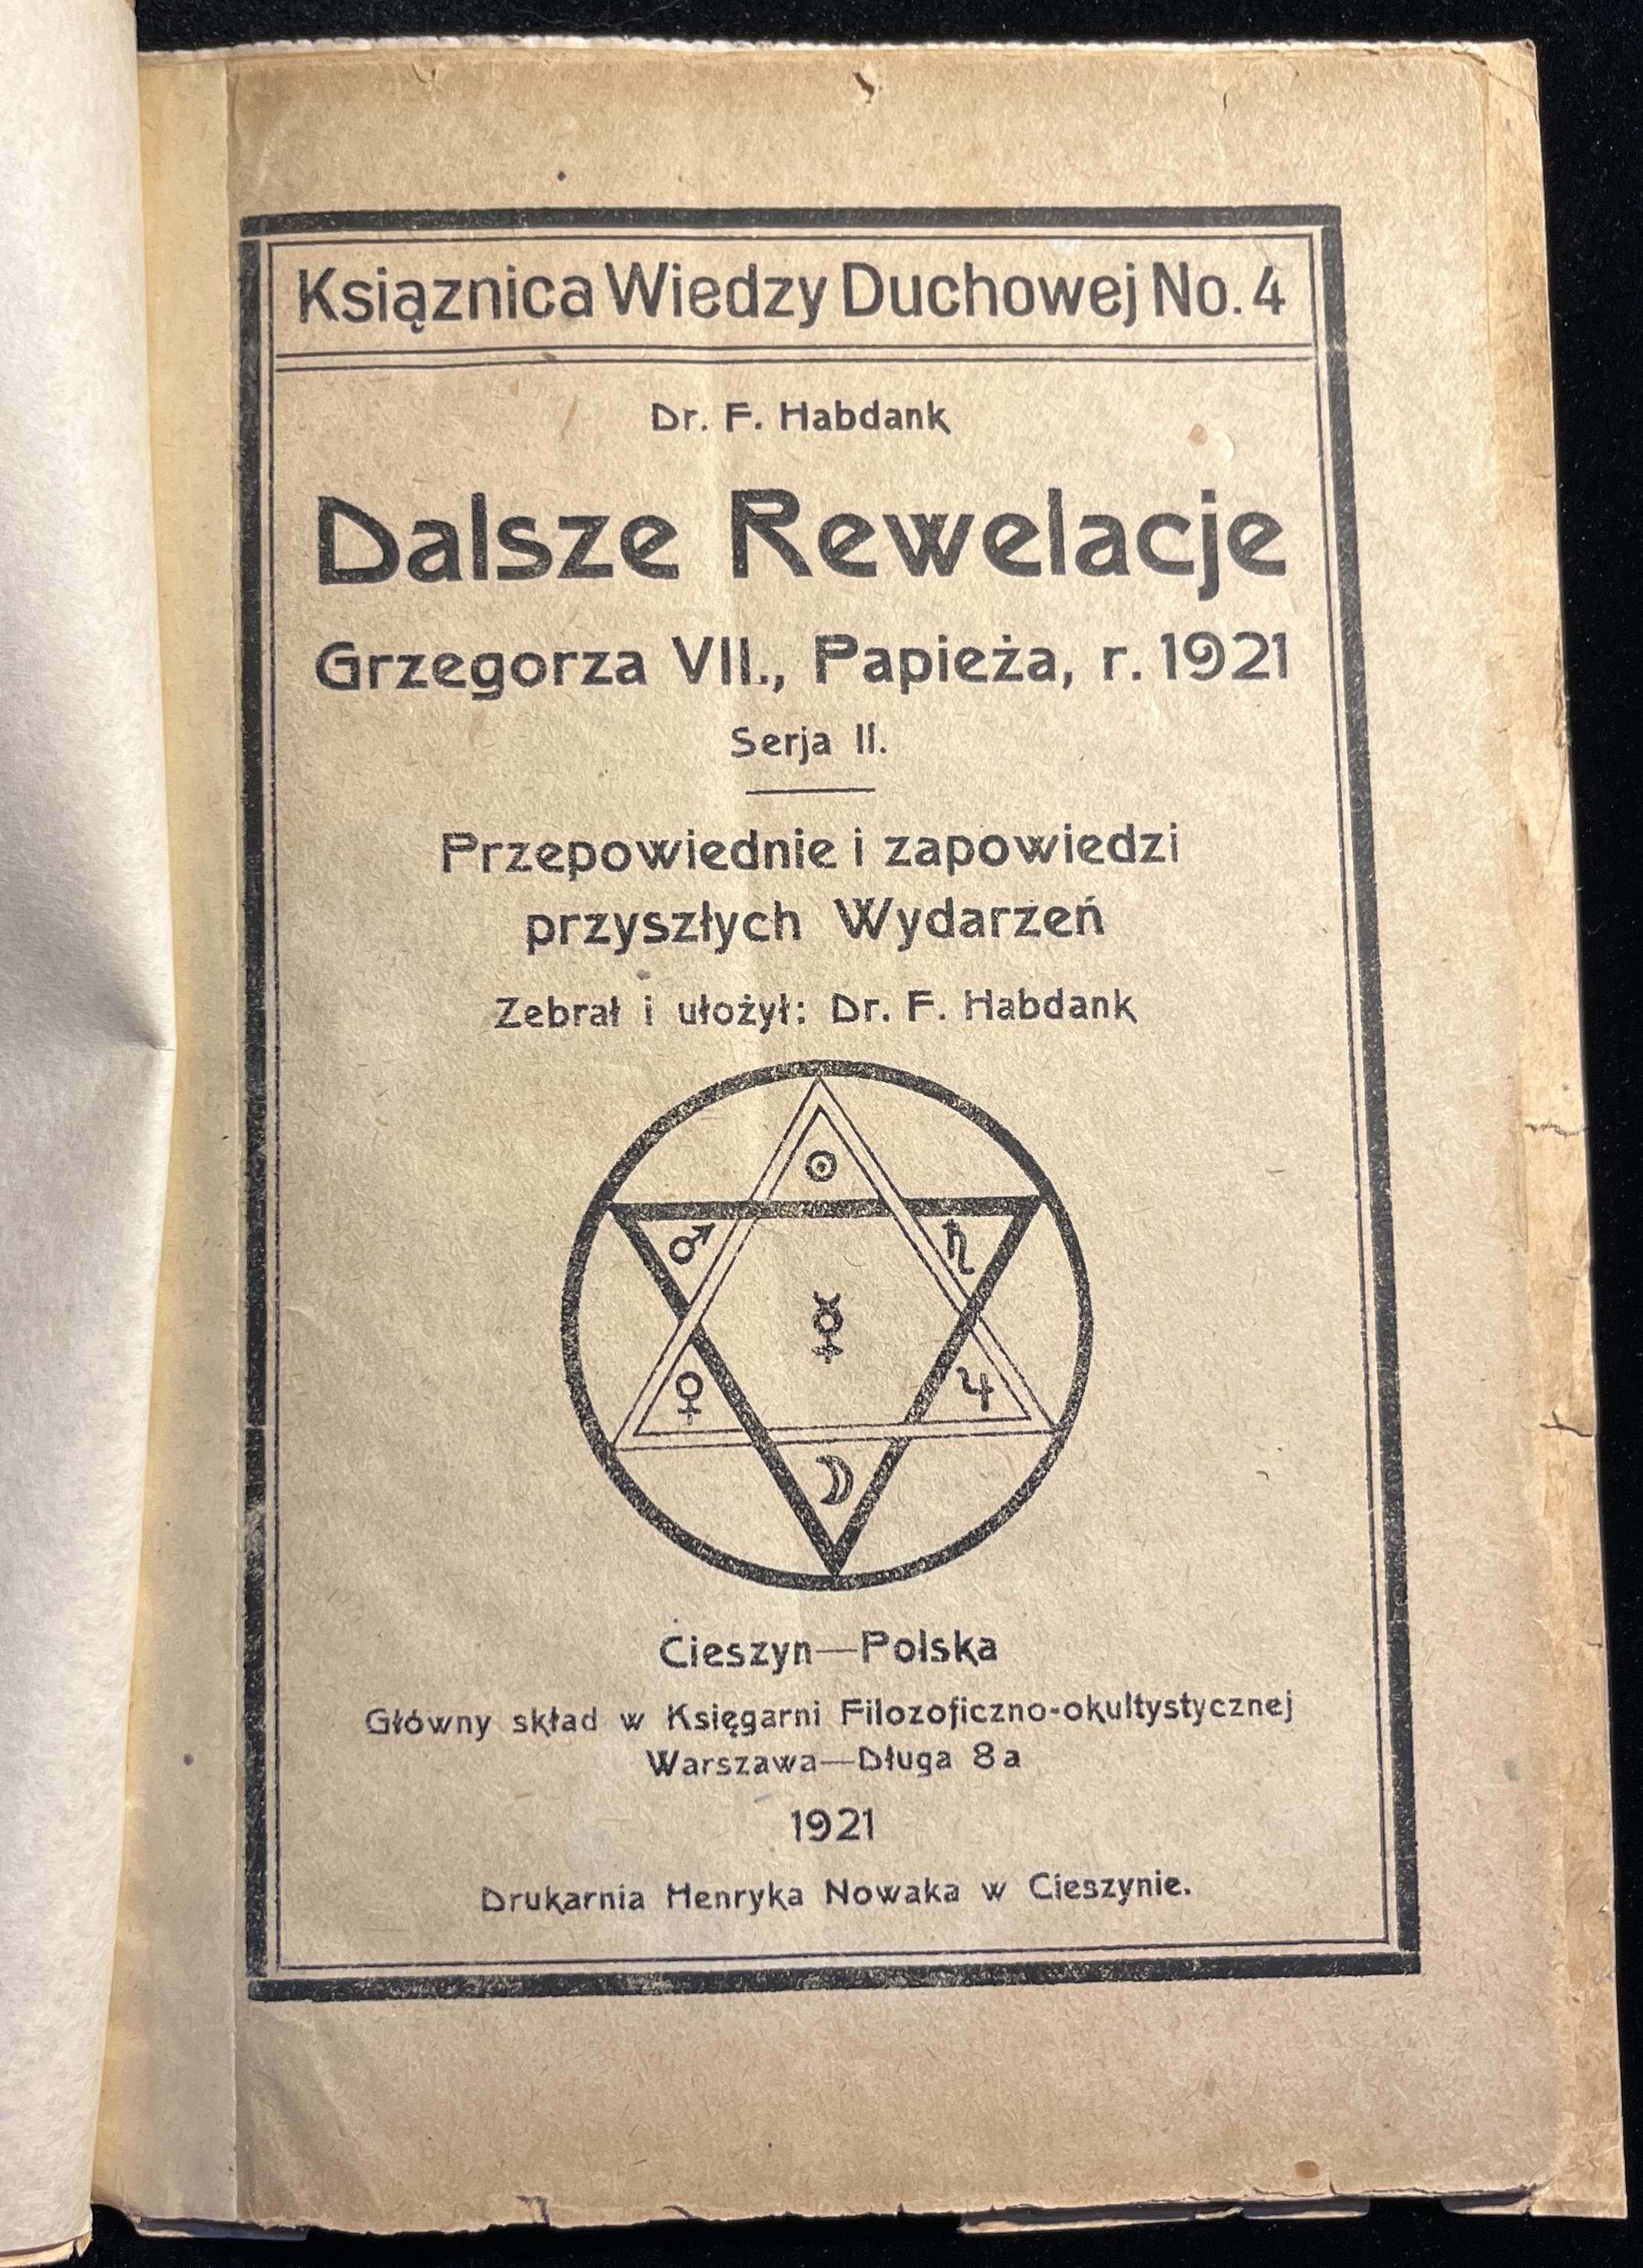 Książnica Wiedzy Duchowej No. 4
Dr. F. Habdank
Dalsze Rewelacje
Grzegorza VII., Papieża, r. 1921
Serja II.
Przepowiednie i zapowiedzi
przyszłych Wydarzeń
Zebrał i ułożył: Dr. F. Habdank
☉
♂ ♄
☿
♀ ♃
☽
Cieszyn—Polska
Główny skład w Księgarni Filozoficzno-okultystycznej
Warszawa—Długa 8a
1921
Drukarnia Henryka Nowaka w Cieszynie.